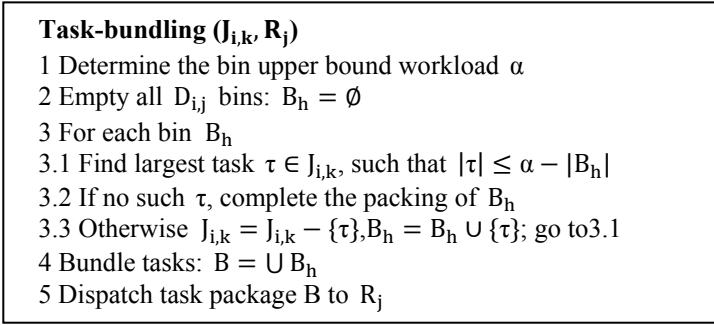 Task-bundling (J_{i,k}, R_j)
1 Determine the bin upper bound workload α
2 Empty all D_{i,j} bins: B_h = ∅
3 For each bin B_h
3.1 Find largest task τ ∈ J_{i,k}, such that |τ| ≤ α − |B_h|
3.2 If no such τ, complete the packing of B_h
3.3 Otherwise J_{i,k} = J_{i,k} − {τ},B_h = B_h ∪ {τ}; go to3.1
4 Bundle tasks: B = ∪ B_h
5 Dispatch task package B to R_j